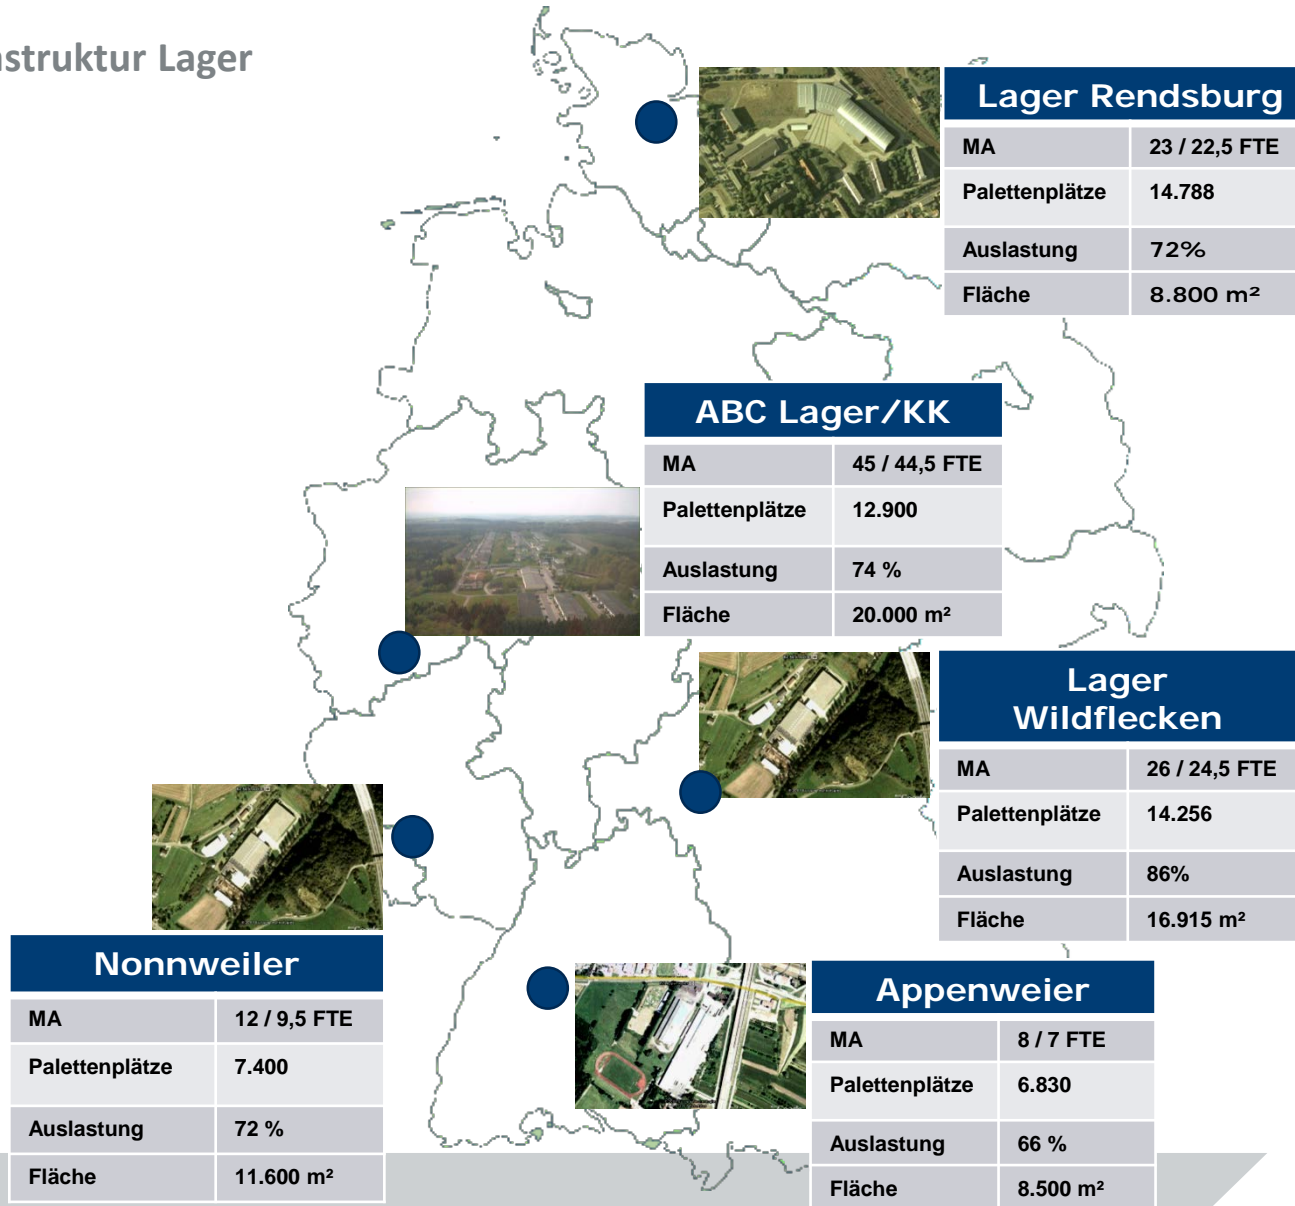 nstruktur Lager
Lager Rendsburg
MA 23 / 22,5 FTE
Palettenplätze 14.788
Auslastung 72%
Fläche 8.800 m²
ABC Lager/KK
MA 45 / 44,5 FTE
Palettenplätze 12.900
Auslastung 74 %
Fläche 20.000 m²
Lager
Wildflecken
MA 26 / 24,5 FTE
Palettenplätze 14.256
Auslastung 86%
Fläche 16.915 m²
Nonnweiler
MA 12 / 9,5 FTE
Palettenplätze 7.400
Auslastung 72 %
Fläche 11.600 m²
Appenweier
MA 8 / 7 FTE
Palettenplätze 6.830
Auslastung 66 %
Fläche 8.500 m²